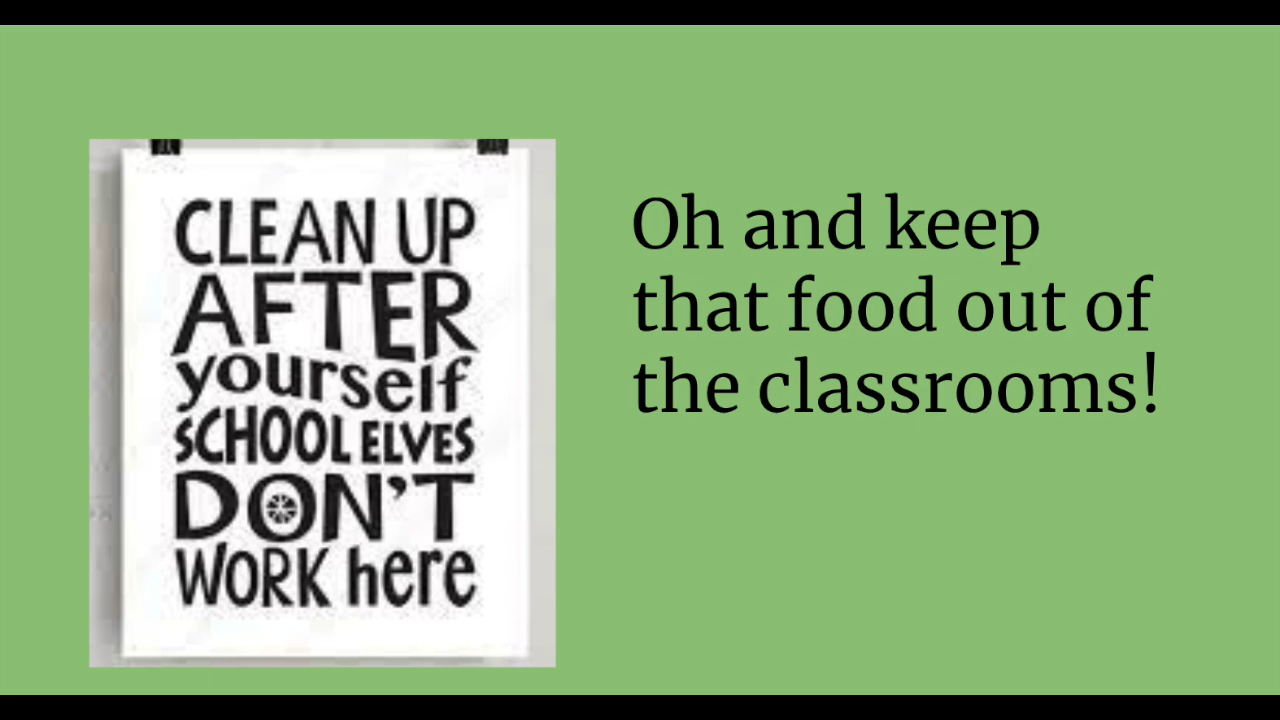 CLEAN UP
AFTER
yourself
SCHOOL ELVES
DON'T
WORK here
Oh and keep
that food out of
the classrooms!